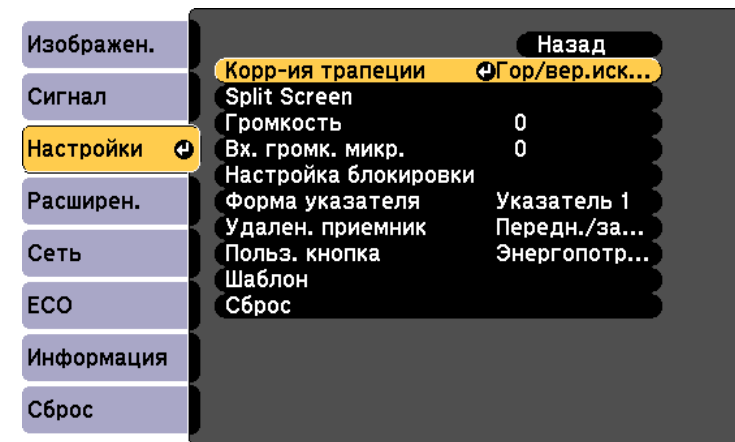 Изображен.
Сигнал
Настройки
Расширен.
Сеть
ECO
Информация
Сброс
Назад
Корр-ия трапеции Гор/вер.иск...
Split Screen
Громкость 0
Вх. громк. микр. 0
Настройка блокировки
Форма указателя Указатель 1
Удален. приемник Передн./за...
Польз. кнопка Энергопотр...
Шаблон
Сброс